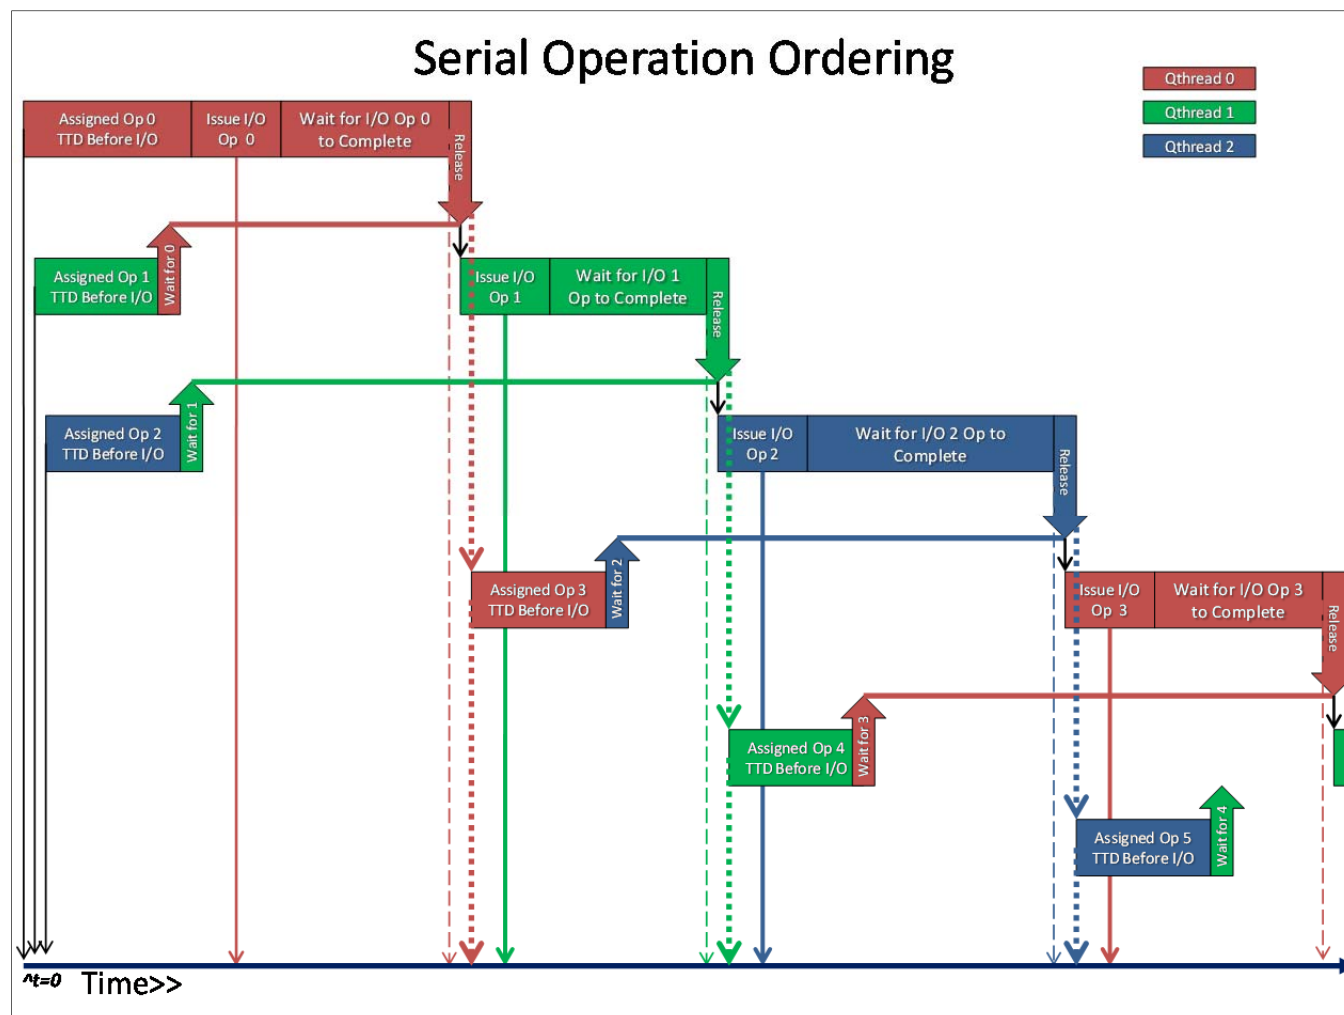 Serial Operation Ordering
Qthread 0
Qthread 1
Qthread 2
Assigned Op 0
TTD Before I/O
Issue I/O
Op 0
Wait for I/O Op 0
to Complete
Release
Wait for 0
Assigned Op 1
TTD Before I/O
Issue I/O
Op 1
Wait for I/O 1
Op to Complete
Release
Wait for 1
Assigned Op 2
TTD Before I/O
Issue I/O
Op 2
Wait for I/O 2 Op to
Complete
Release
Wait for 2
Assigned Op 3
TTD Before I/O
Issue I/O
Op 3
Wait for I/O Op 3
to Complete
Release
Wait for 3
Assigned Op 4
TTD Before I/O
Wait for 4
Assigned Op 5
TTD Before I/O
^t=0
Time>>